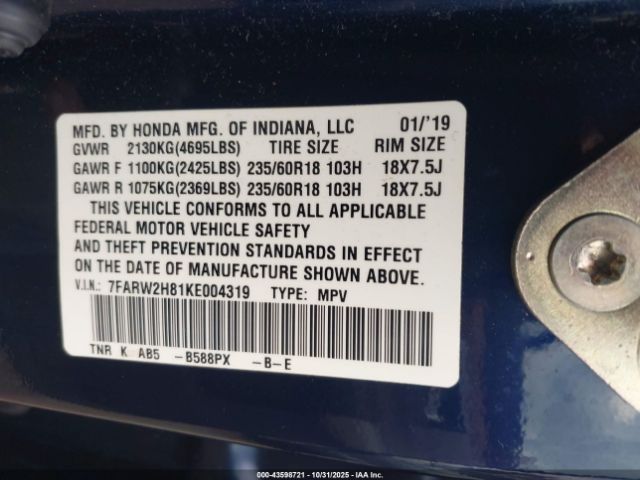 MFD. BY HONDA MFG. OF INDIANA, LLC 01/'19
GVWR 2130KG(4695LBS) TIRE SIZE RIM SIZE
GAWR F 1100KG(2425LBS) 235/60R18 103H 18X7.5J
GAWR R 1075KG(2369LBS) 235/60R18 103H 18X7.5J
THIS VEHICLE CONFORMS TO ALL APPLICABLE
FEDERAL MOTOR VEHICLE SAFETY
AND THEFT PREVENTION STANDARDS IN EFFECT
ON THE DATE OF MANUFACTURE SHOWN ABOVE.
V.I.N.: 7FARW2H81KE004319 TYPE: MPV
TNR K AB5 -B588PX -B-E
000-43598721 - 10/31/2025 - IAA Inc.